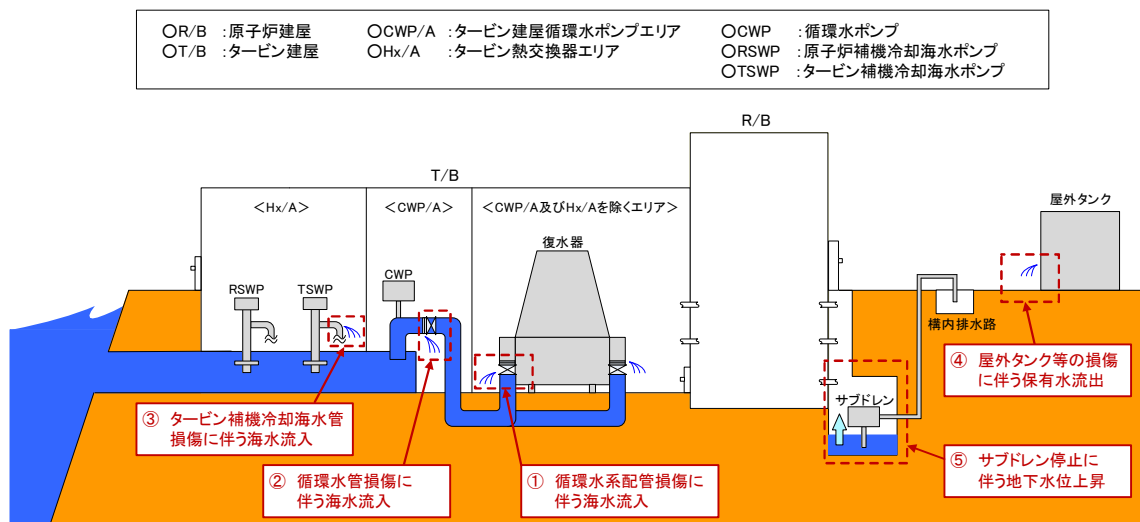 ○R/B :原子炉建屋 ○CWP/A :タービン建屋循環水ポンプエリア ○CWP :循環水ポンプ
○T/B :タービン建屋 ○Hx/A :タービン熱交換器エリア ○RSWP :原子炉補機冷却海水ポンプ
○TSWP :タービン補機冷却海水ポンプ
R/B
T/B
<Hx/A>
<CWP/A>
<CWP/A及びHx/Aを除くエリア>
屋外タンク
復水器
CWP
RSWP
TSWP
構内排水路
サブドレン
④ 屋外タンク等の損傷
に伴う保有水流出
③ タービン補機冷却海水管
損傷に伴う海水流入
② 循環水管損傷に
伴う海水流入
① 循環水系配管損傷に
伴う海水流入
⑤ サブドレン停止に
伴う地下水位上昇